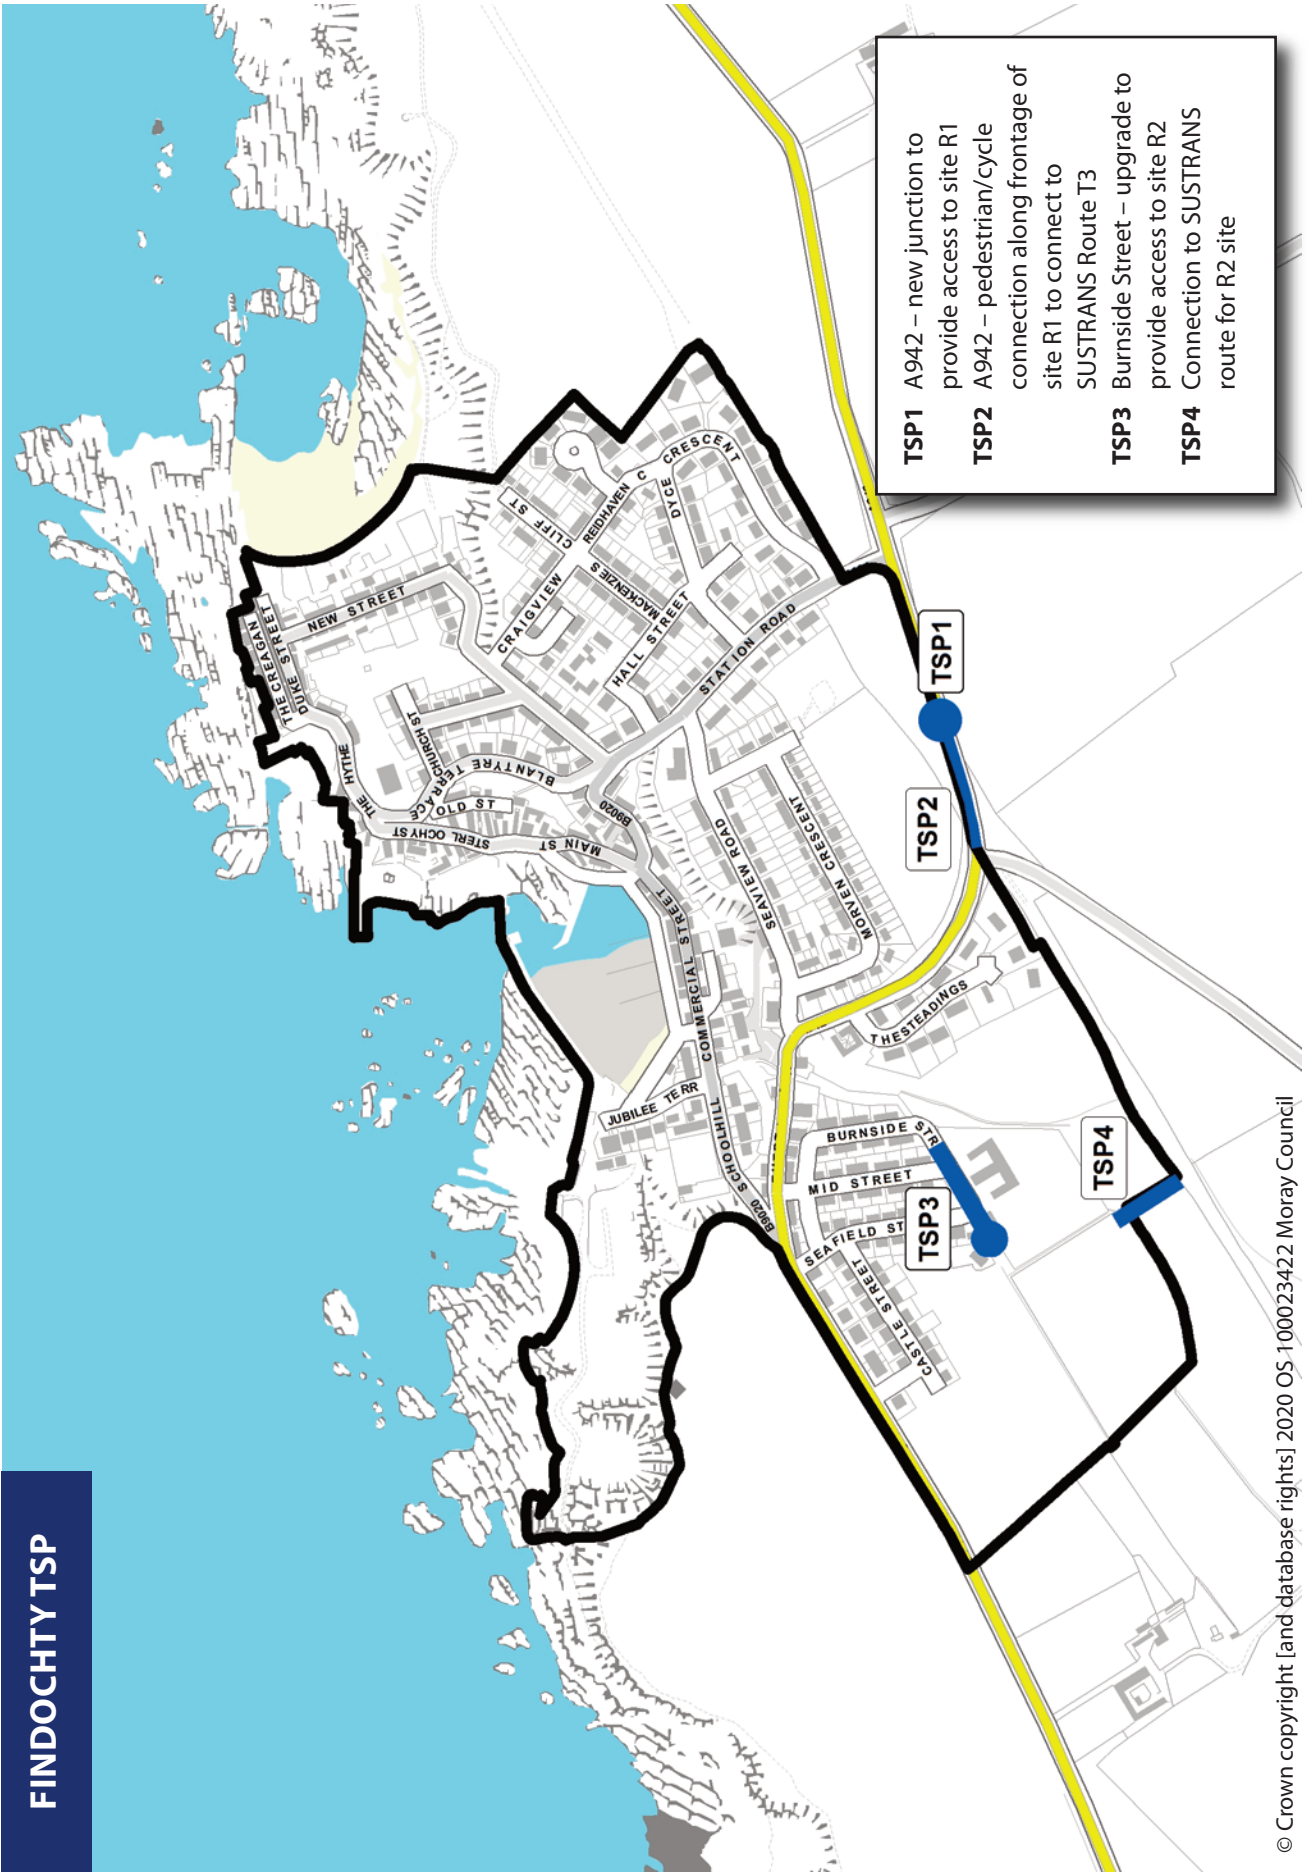 FINDOCHTY TSP
THE CREAGAN
DUKE STREET
NEW STREET
THE HYTHE
CHURCH ST
BLANTYRE TERRACE
OLD ST
STERLOCHY ST
MAIN ST
B9020
CRAIGVIEW
CLIFF ST
REIDHAVEN
MACKENZIE S
DYCE
CRESCENT
HALL STREET
STATION ROAD
SEAVIEW ROAD
MORVEN CRESCENT
COMMERCIAL STREET
THE STEADINGS
JUBILEE TERR
SCHOOLHILL
B9020
BURNSIDE STR
MID STREET
SEAFIELD ST
CASTLE STREET
TSP1
TSP2
TSP3
TSP4
TSP1 A942 – new junction to
provide access to site R1
TSP2 A942 – pedestrian/cycle
connection along frontage of
site R1 to connect to
SUSTRANS Route T3
TSP3 Burnside Street – upgrade to
provide access to site R2
TSP4 Connection to SUSTRANS
route for R2 site
© Crown copyright [and database rights] 2020 OS 100023422 Moray Council